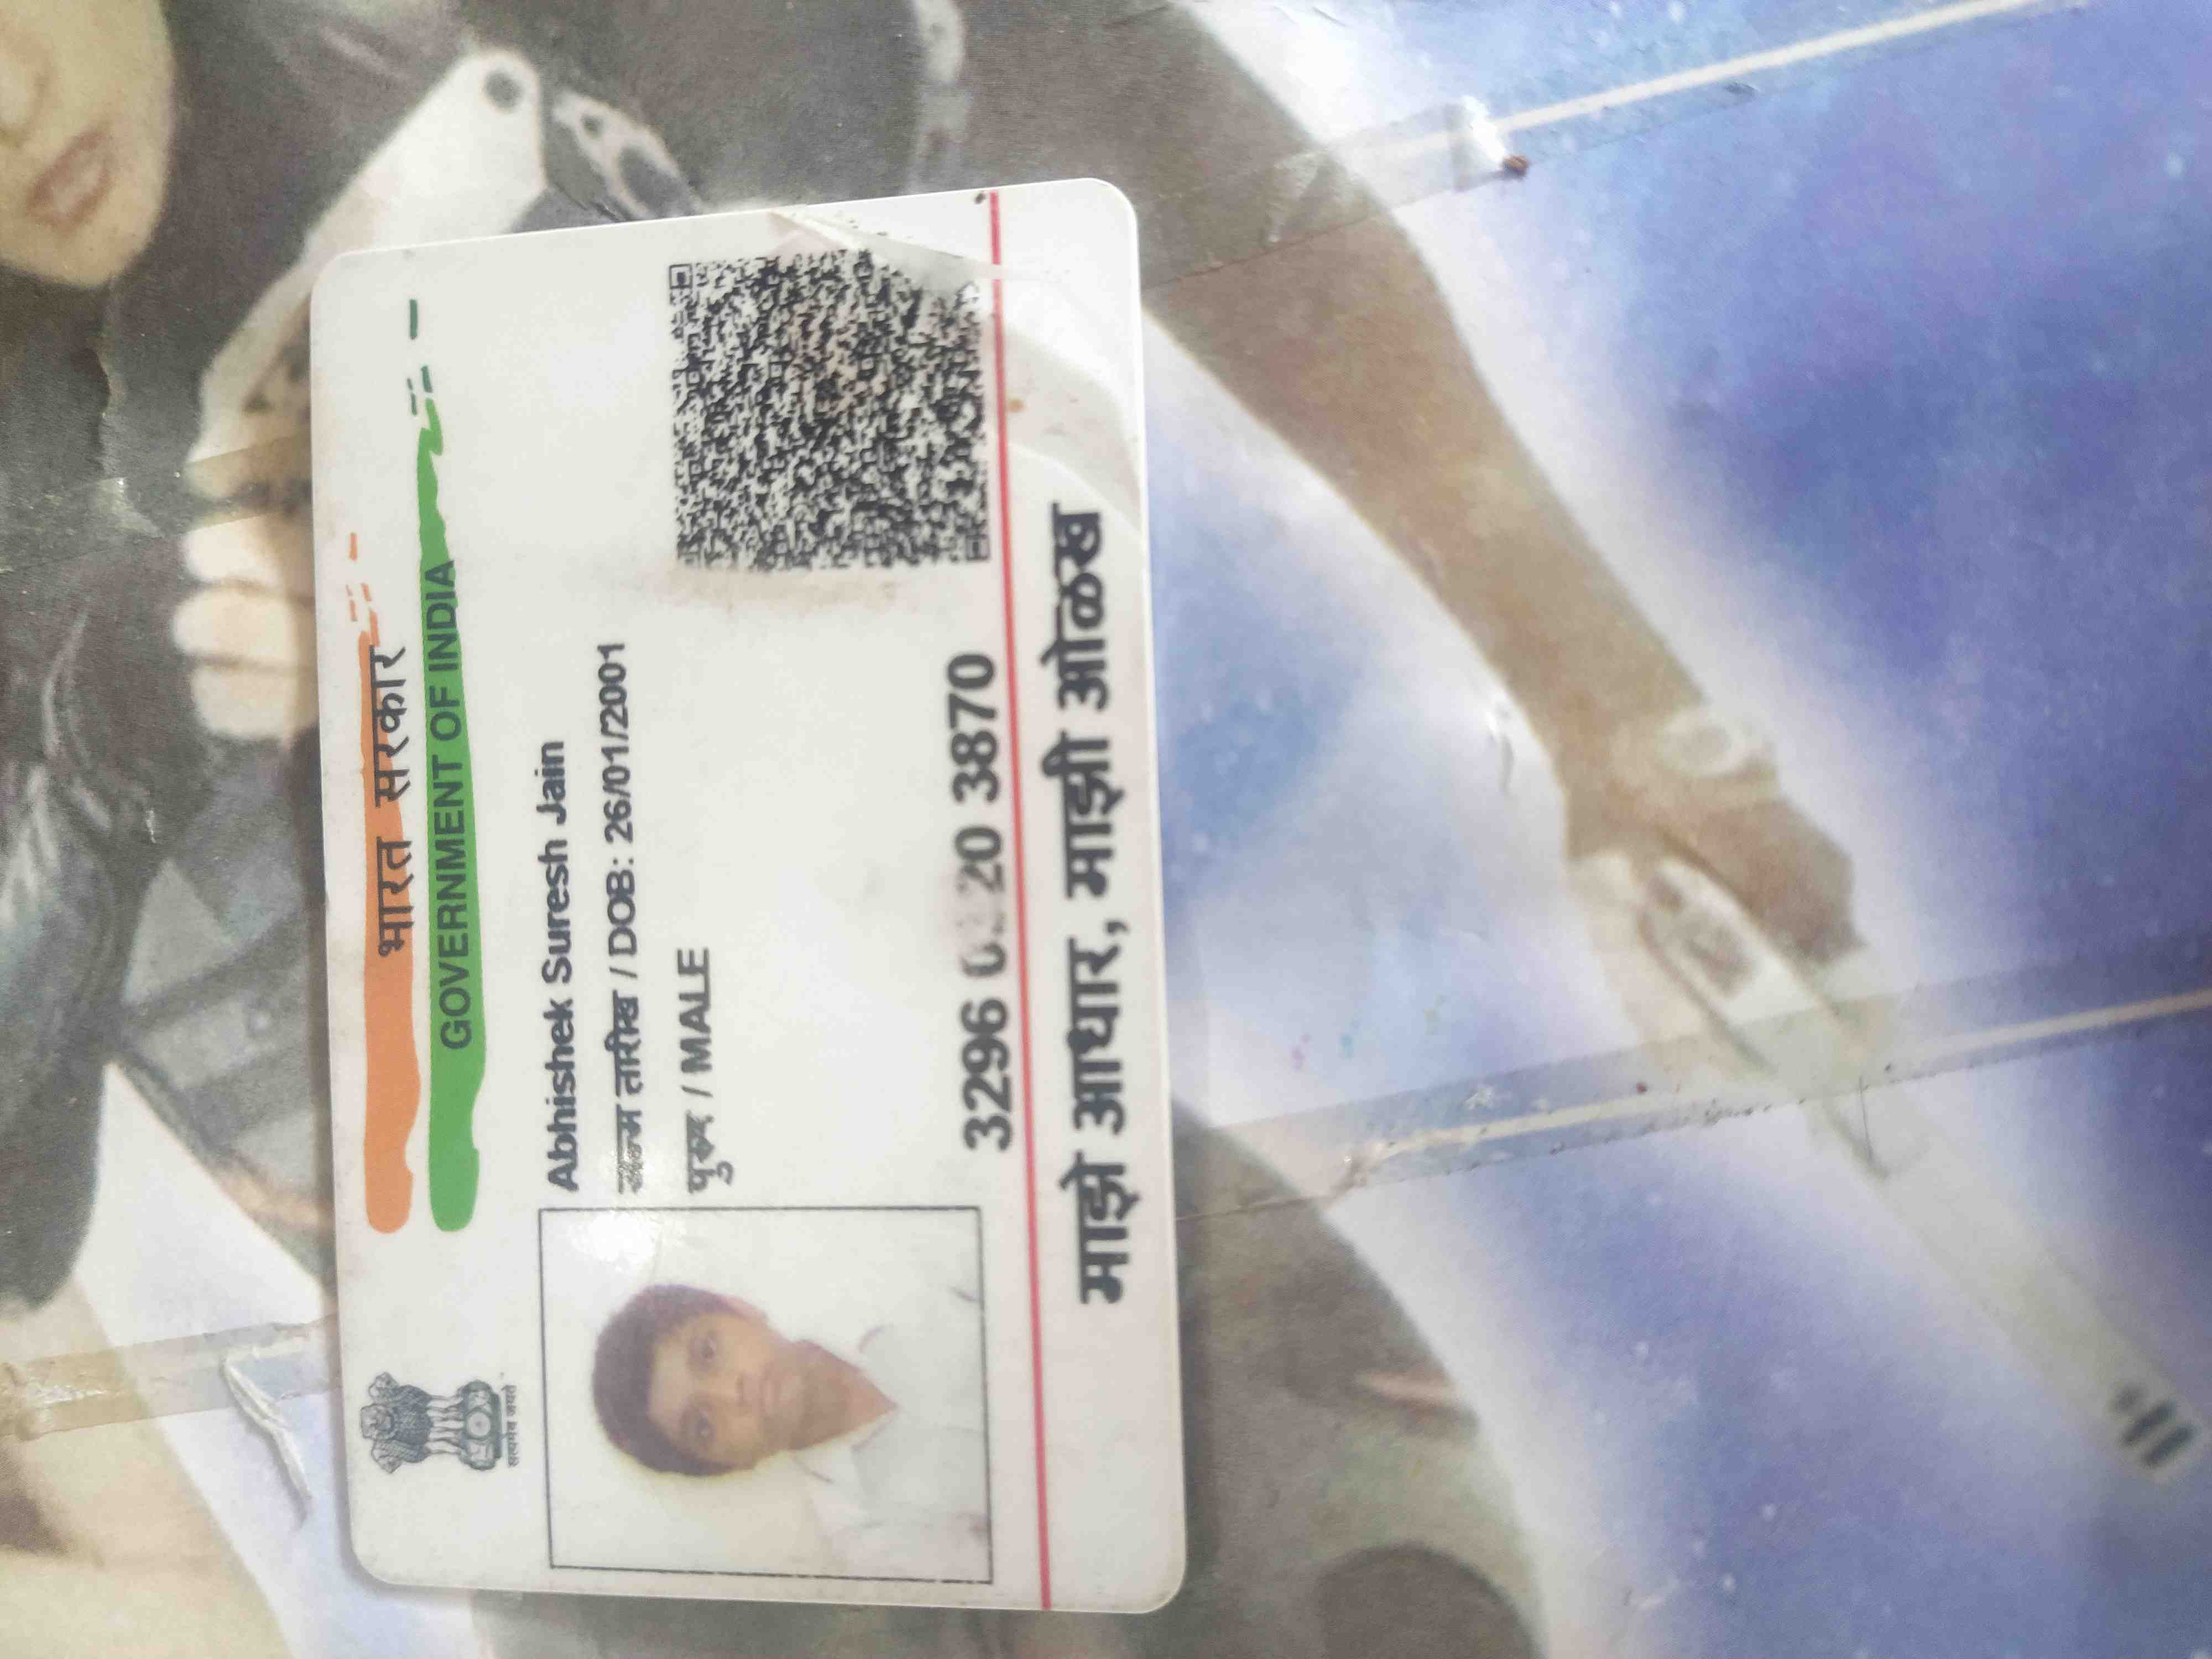 भारत सरकार
GOVERNMENT OF INDIA
सत्यमेव जयते
Abhishek Suresh Jain
जन्म तारीख / DOB: 26/01/2001
पुरुष / MALE
3296 20 3870
माझे आधार, माझी ओळख